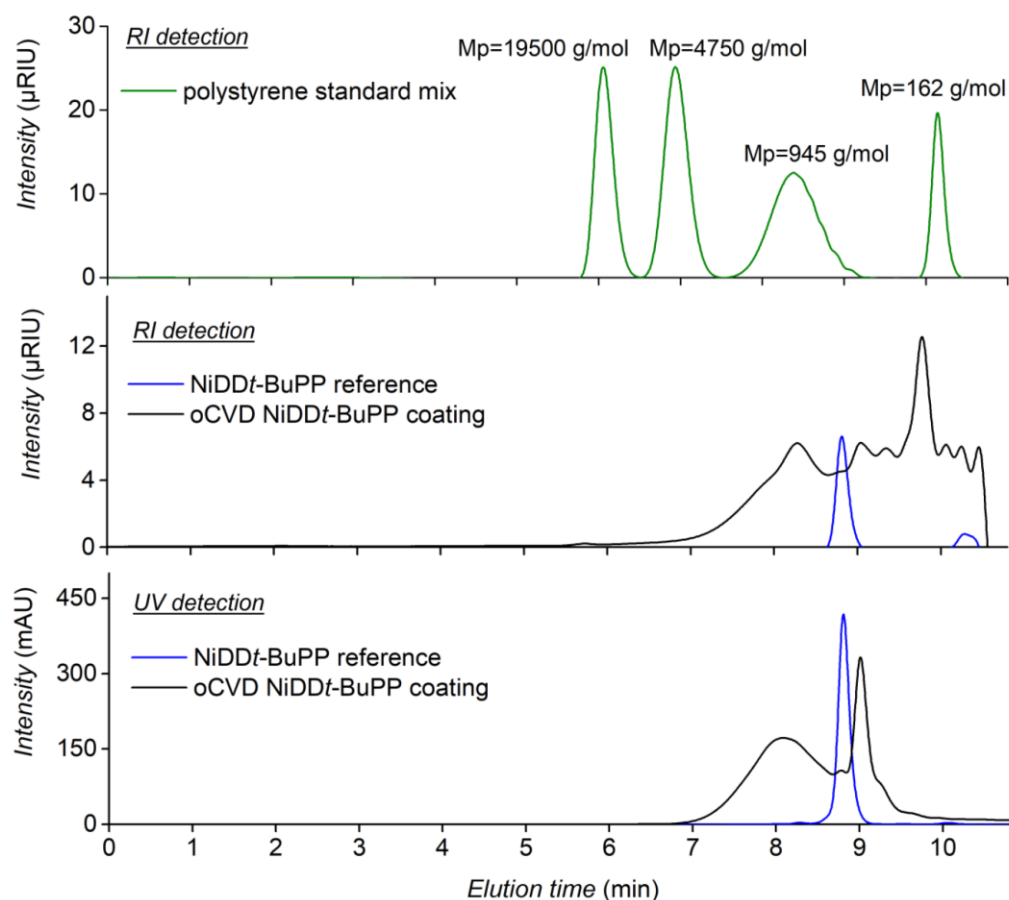 RI detection
polystyrene standard mix
Mp=19500 g/mol
Mp=4750 g/mol
Mp=945 g/mol
Mp=162 g/mol
Intensity (µRIU)
30
20
10
0
RI detection
NiDDt-BuPP reference
oCVD NiDDt-BuPP coating
Intensity (µRIU)
12
8
4
0
UV detection
NiDDt-BuPP reference
oCVD NiDDt-BuPP coating
Intensity (mAU)
450
300
150
0
0 1 2 3 4 5 6 7 8 9 10
Elution time (min)